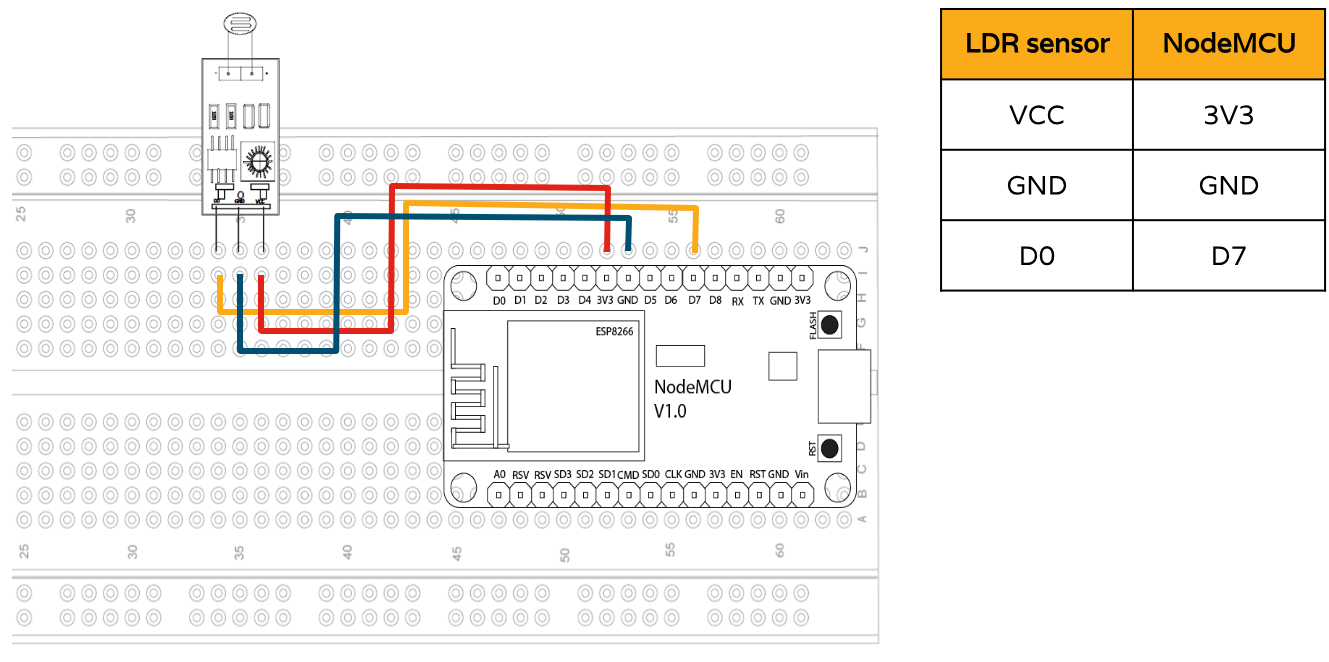 LDR sensor NodeMCU
VCC 3V3
GND GND
D0 D7
D0 GND VCC
25 30 40 45 50 55 60
J
I
H
G
F
D0 D1 D2 D3 D4 3V3 GND D5 D6 D7 D8 RX TX GND 3V3
FLASH
ESP8266
NodeMCU
V1.0
RST
D
C
B
A
A0 RSV RSV SD3 SD2 SD1 CMD SD0 CLK GND 3V3 EN RST GND Vin
25 30 35 40 45 50 55 60